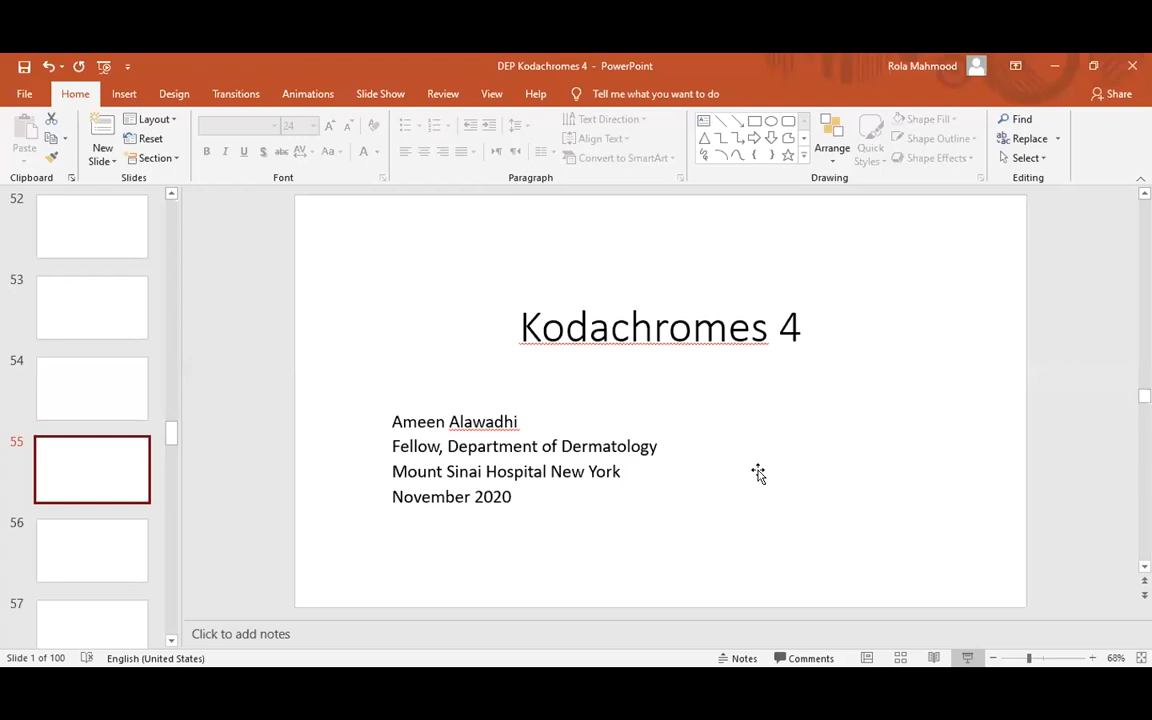 DEP Kodachromes 4 - PowerPoint
Rola Mahmood
File Home Insert Design Transitions Animations Slide Show Review View Help Tell me what you want to do Share
Paste
New Slide
Layout
Reset
Section
24
B I U S abc AV Aa A
Text Direction
Align Text
Convert to SmartArt
Arrange
Quick Styles
Shape Fill
Shape Outline
Shape Effects
Find
Replace
Select
Clipboard Slides Font Paragraph Drawing Editing
52
53
54
55
56
57
Kodachromes 4
Ameen Alawadhi
Fellow, Department of Dermatology
Mount Sinai Hospital New York
November 2020
Click to add notes
Slide 1 of 100 English (United States) Notes Comments 68%